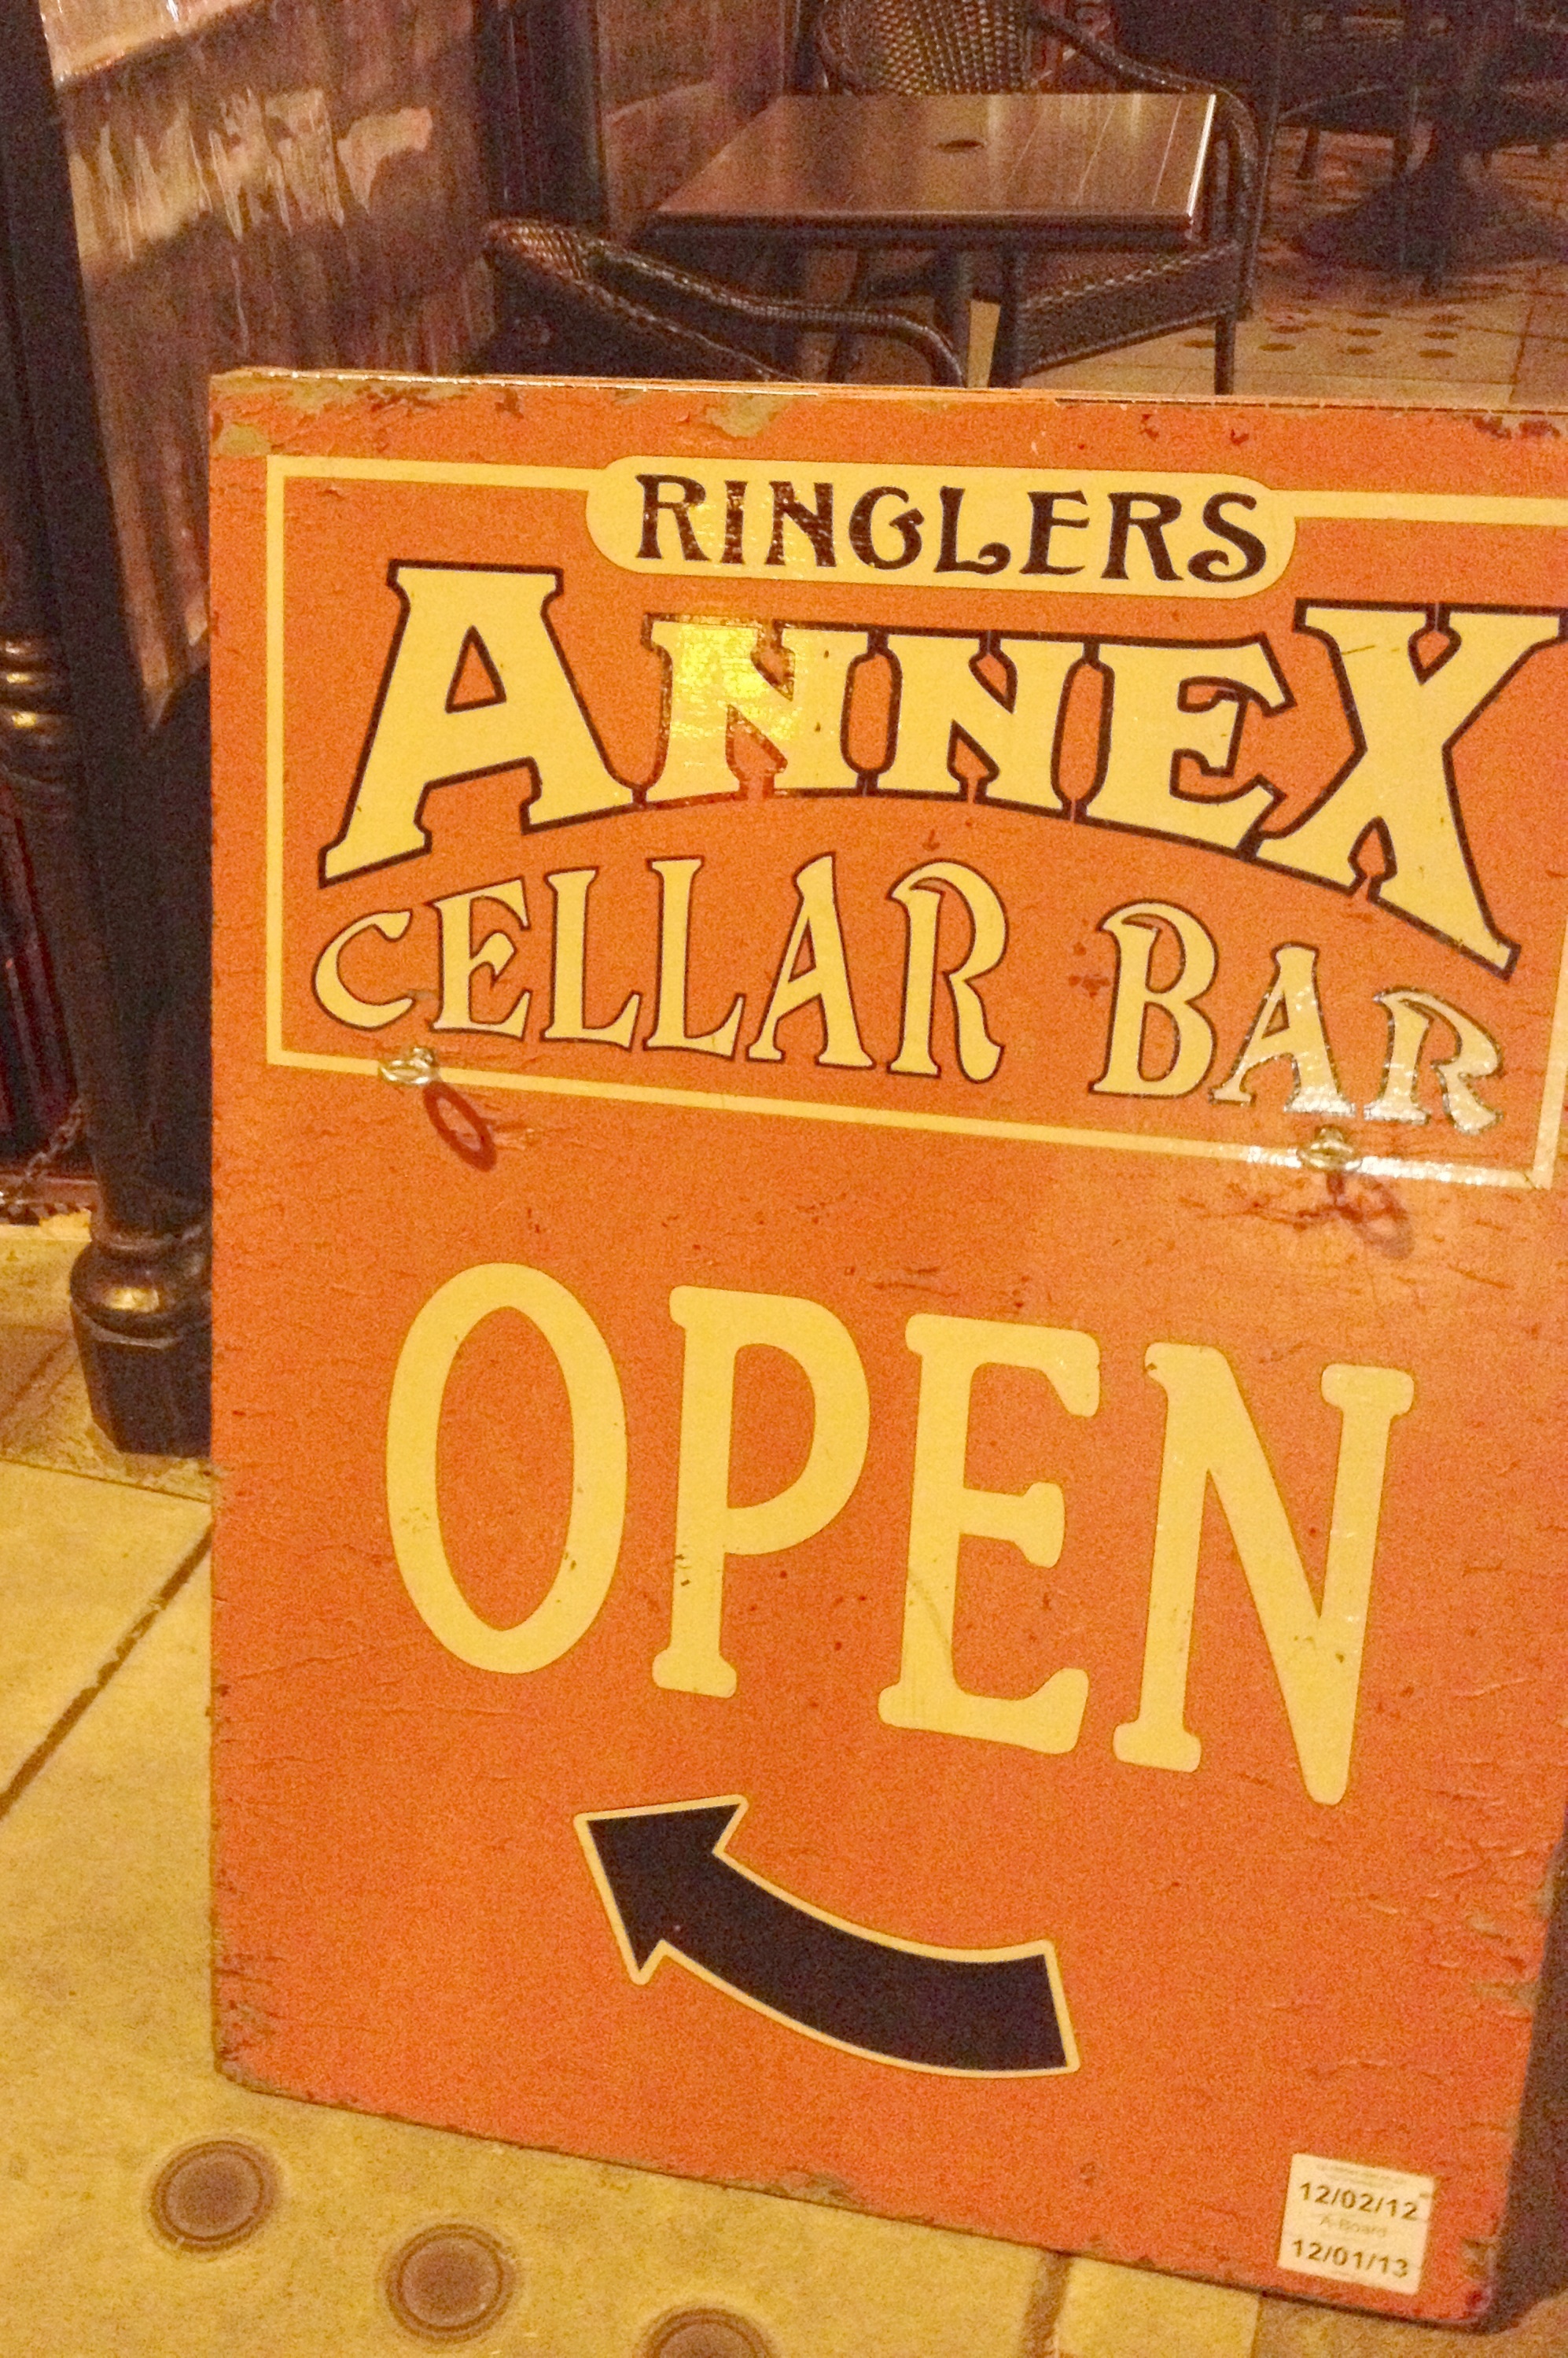 RINGLERS
ANNEX
CELLAR BAR
OPEN
12/02/12
A-Board
12/01/13